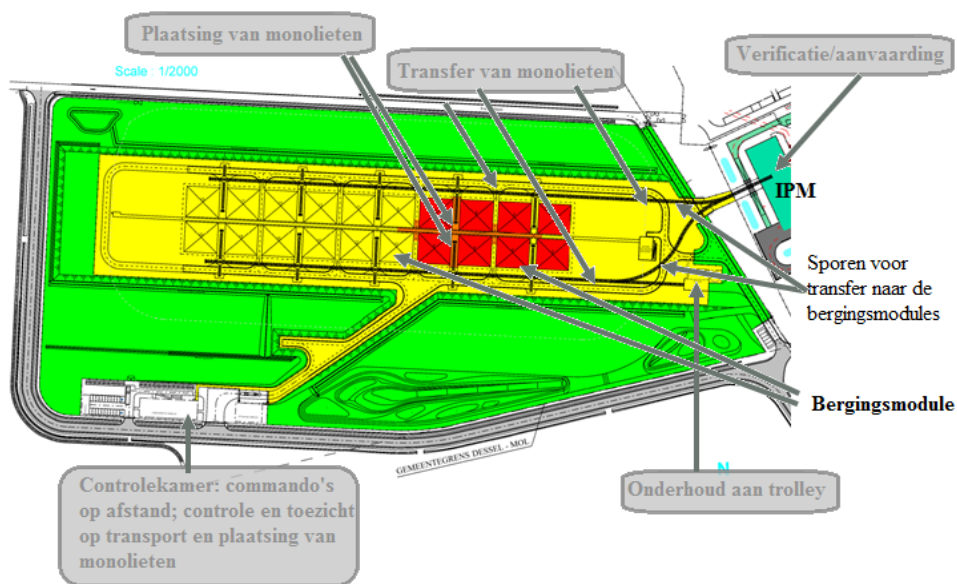 Plaatsing van monolieten
Verificatie/aanvaarding
Scale : 1/2000
Transfer van monolieten
IPM
Sporen voor
transfer naar de
bergingsmodules
Bergingsmodule
GEMEENTEGRENS DESSEL - MOL
N
Controlekamer: commando's
op afstand; controle en toezicht
op transport en plaatsing van
monolieten
Onderhoud aan trolley